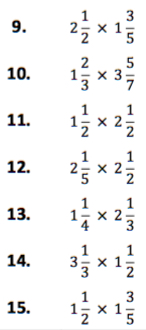 9. 2 1/2 × 1 3/5
10. 1 2/3 × 3 5/7
11. 1 1/2 × 2 1/2
12. 2 1/5 × 2 1/2
13. 1 1/4 × 2 1/3
14. 3 1/3 × 1 1/2
15. 1 1/2 × 1 3/5